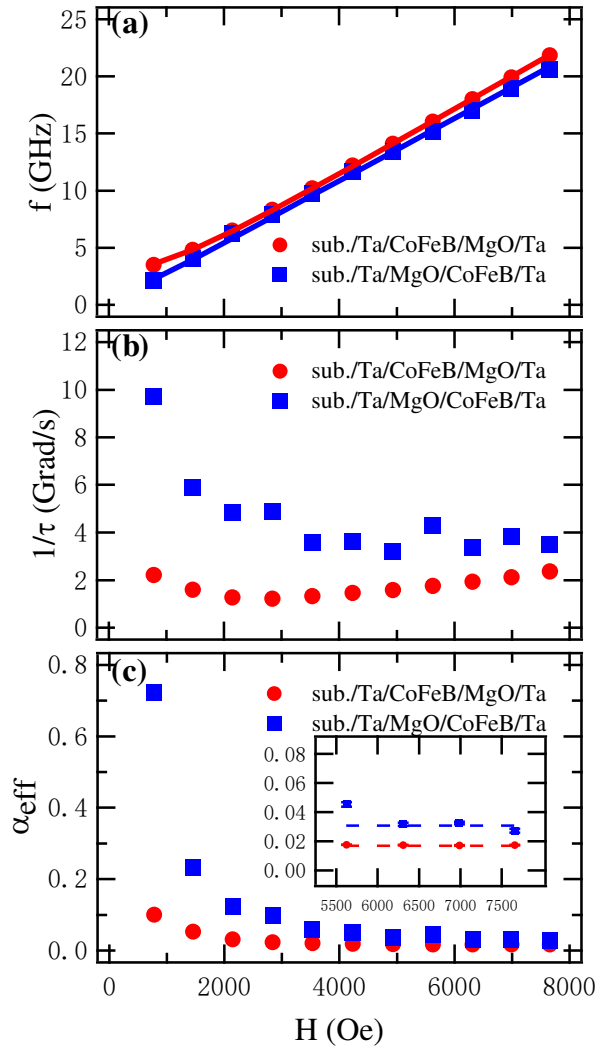 (a)
25
20
15
10
5
0
f (GHz)
sub./Ta/CoFeB/MgO/Ta
sub./Ta/MgO/CoFeB/Ta
(b)
12
10
8
6
4
2
0
1/τ (Grad/s)
sub./Ta/CoFeB/MgO/Ta
sub./Ta/MgO/CoFeB/Ta
(c)
0.8
0.6
0.4
0.2
0.0
αeff
sub./Ta/CoFeB/MgO/Ta
sub./Ta/MgO/CoFeB/Ta
0.08
0.06
0.04
0.02
0.00
5500 6000 6500 7000 7500
0 2000 4000 6000 8000
H (Oe)